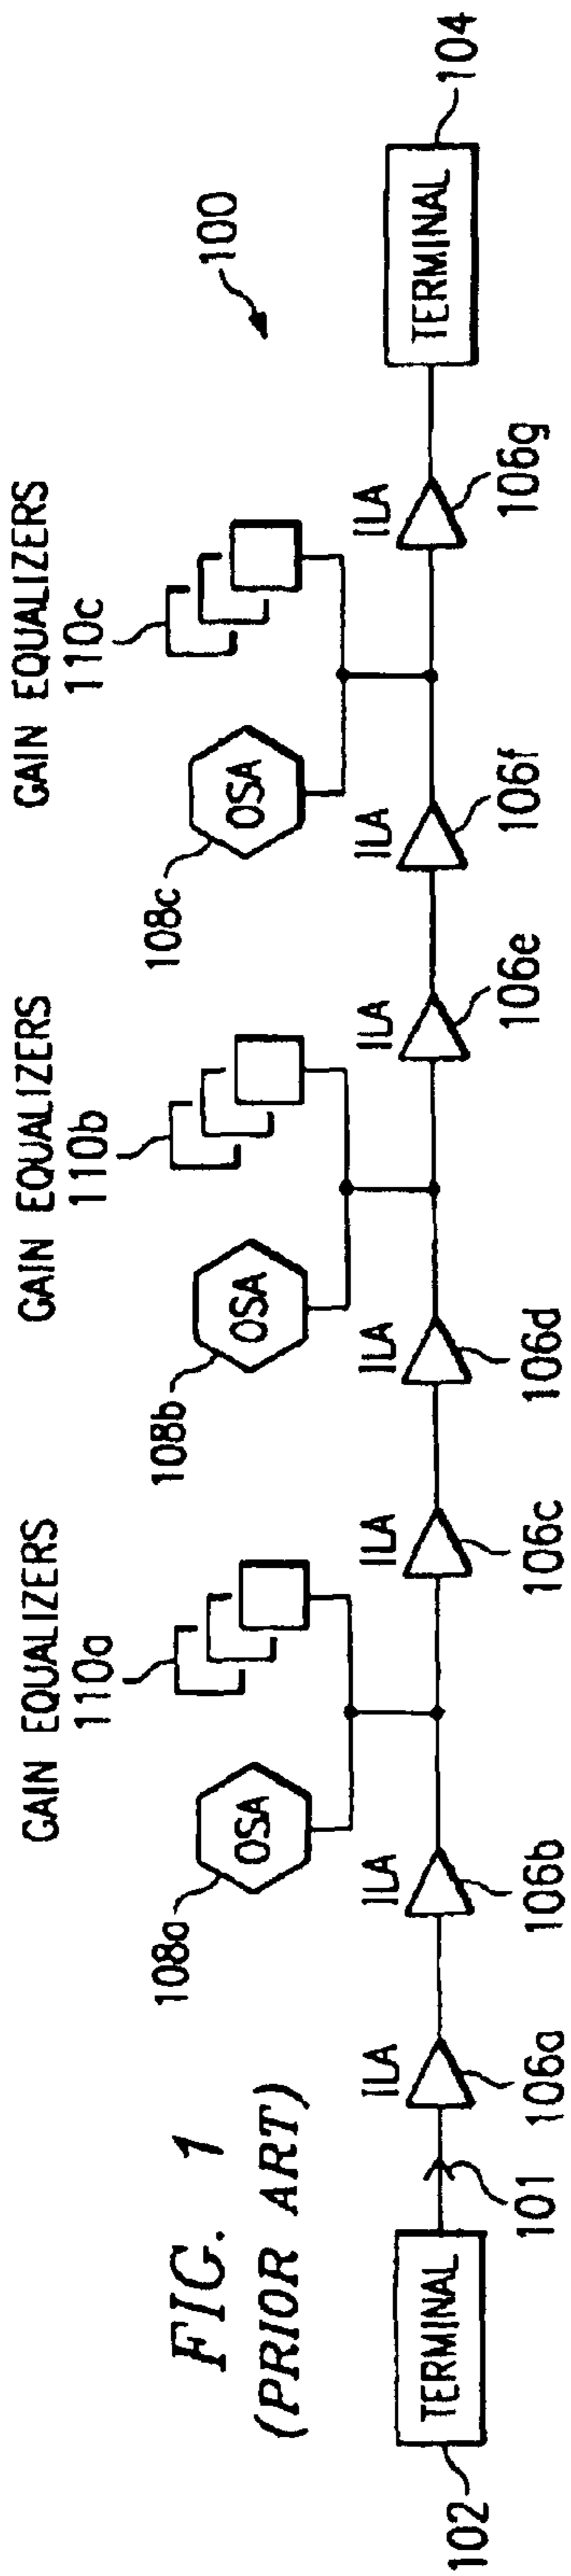 FIG. 1
(PRIOR ART)
100
GAIN EQUALIZERS
110a
GAIN EQUALIZERS
110b
GAIN EQUALIZERS
110c
108a
OSA
108b
OSA
108c
OSA
102
TERMINAL
101
ILA
106a
ILA
106b
ILA
106c
ILA
106d
ILA
106e
ILA
106f
ILA
106g
TERMINAL
104